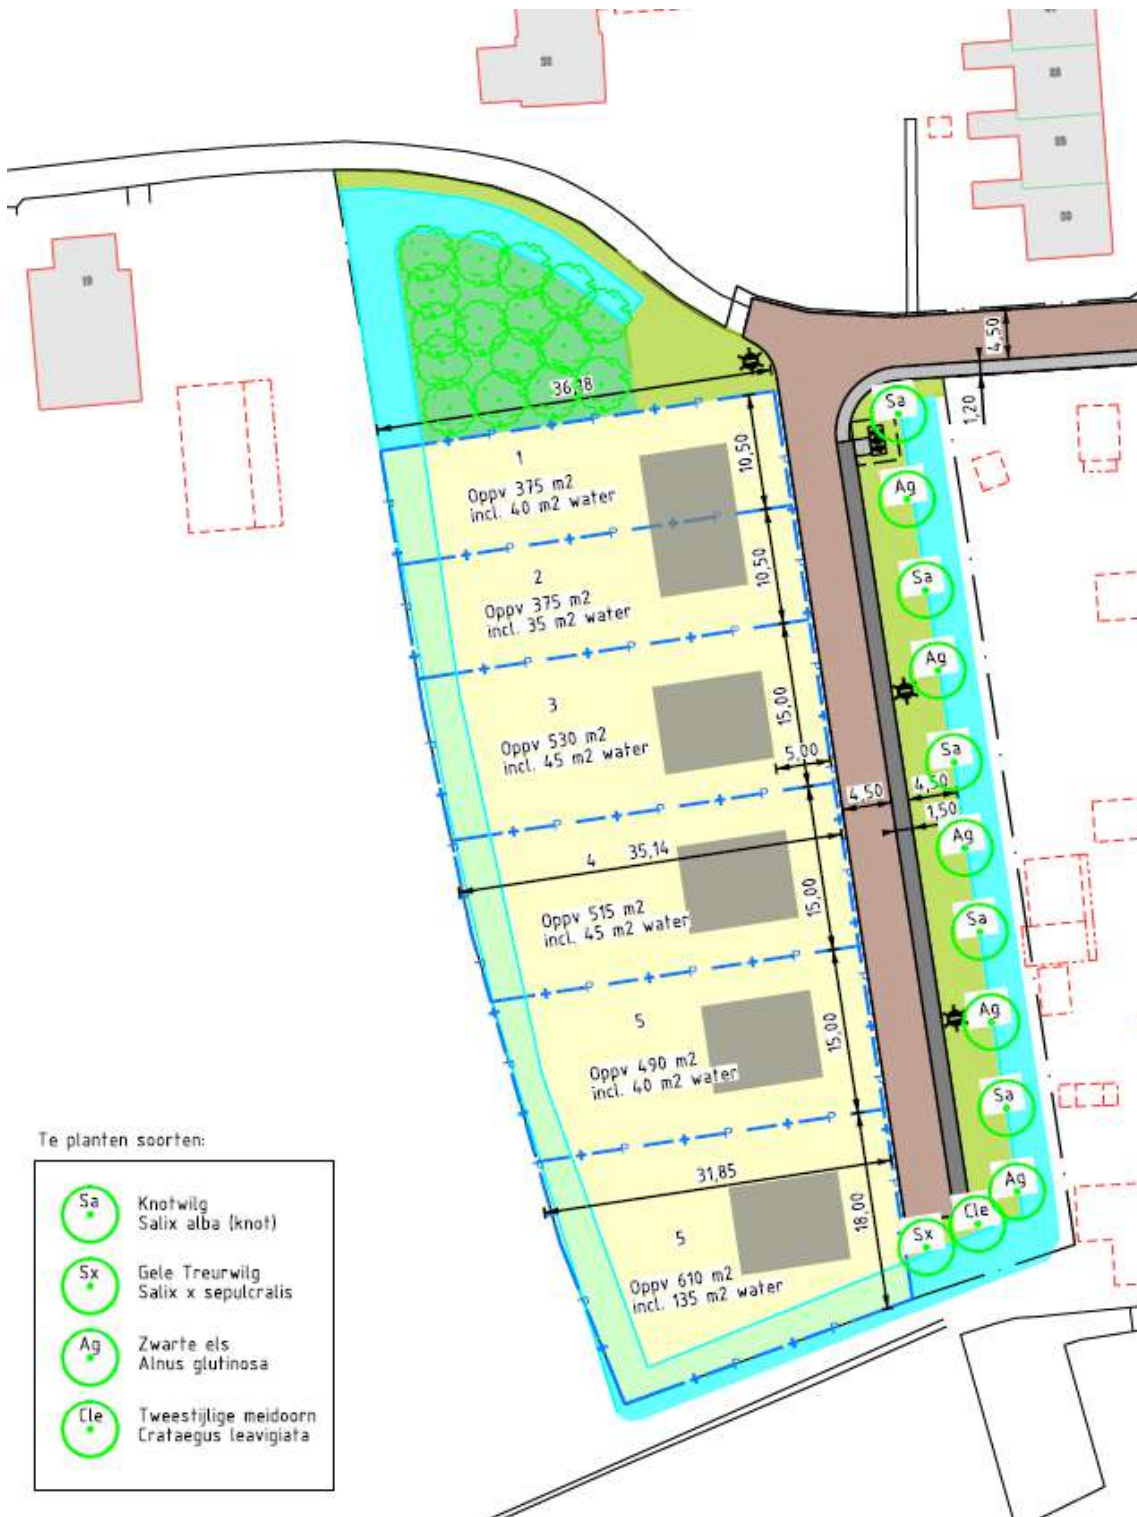 19
4,50
1,20
Sa
36,18
1
Oppv 375 m2
incl. 40 m2 water
10,50
Ag
2
Oppv 375 m2
incl. 35 m2 water
10,50
Sa
Ag
3
Oppv 530 m2
incl. 45 m2 water
15,00
5,00
Sa
4,50
4,50
1,50
Ag
4
35,14
Oppv 515 m2
incl. 45 m2 water
15,00
Sa
5
Oppv 490 m2
incl. 40 m2 water
15,00
Ag
Sa
31,85
Ag
5
Oppv 610 m2
incl. 135 m2 water
18,00
Cle
Sx
Te planten soorten:
Sa
Knotwilg
Salix alba (knot)
Sx
Gele Treurwilg
Salix x sepulcralis
Ag
Zwarte els
Alnus glutinosa
Cle
Tweestijlige meidoorn
Crataegus leavigiata